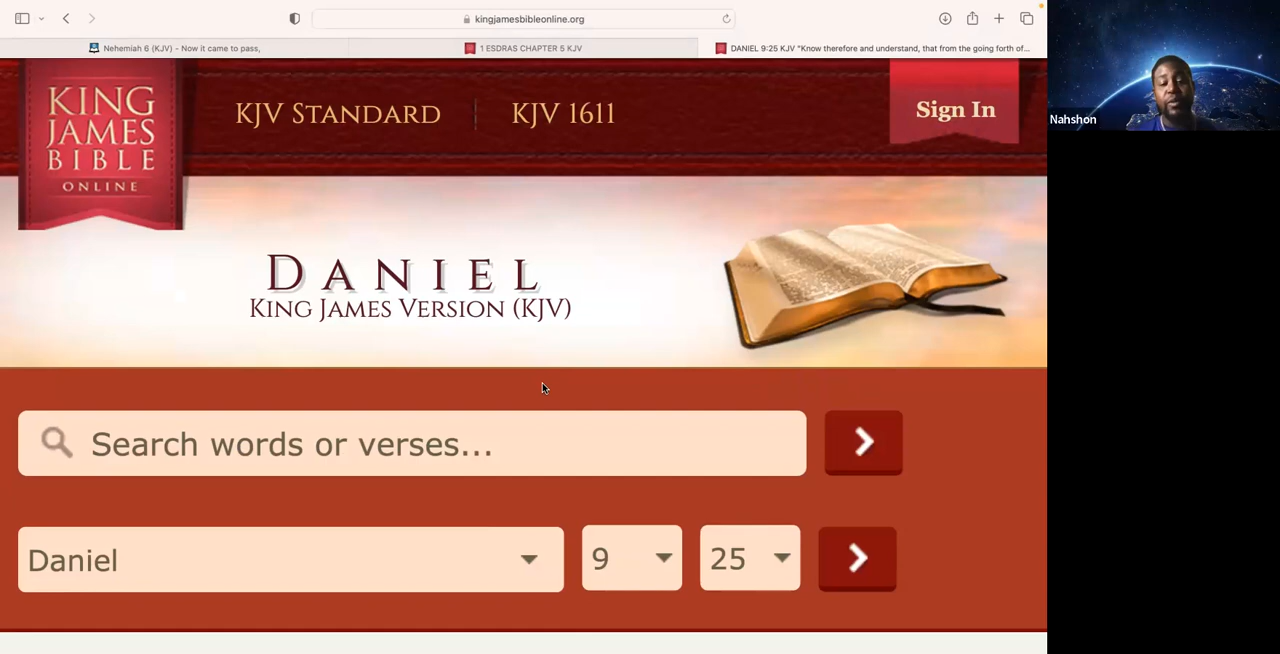 kingjamesbibleonline.org
Nehemiah 6 (KJV) - Now it came to pass,
1 ESDRAS CHAPTER 5 KJV
DANIEL 9:25 KJV "Know therefore and understand, that from the going forth of...
KING
JAMES
BIBLE
ONLINE
KJV STANDARD
KJV 1611
Sign In
Nahshon
DANIEL
KING JAMES VERSION (KJV)
Search words or verses...
Daniel
9
25